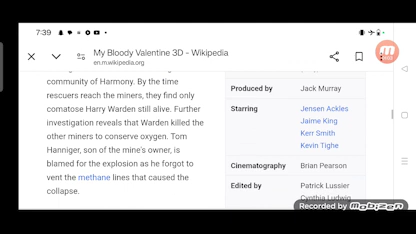 7:39
My Bloody Valentine 3D - Wikipedia
en.m.wikipedia.org
community of Harmony. By the time
rescuers reach the miners, they find only
comatose Harry Warden still alive. Further
investigation reveals that Warden killed the
other miners to conserve oxygen. Tom
Hanniger, son of the mine's owner, is
blamed for the explosion as he forgot to
vent the methane lines that caused the
collapse.
Produced by Jack Murray
Starring Jensen Ackles
Jaime King
Kerr Smith
Kevin Tighe
Cinematography Brian Pearson
Edited by Patrick Lussier
Cynthia Ludwig
Recorded by Mobizen